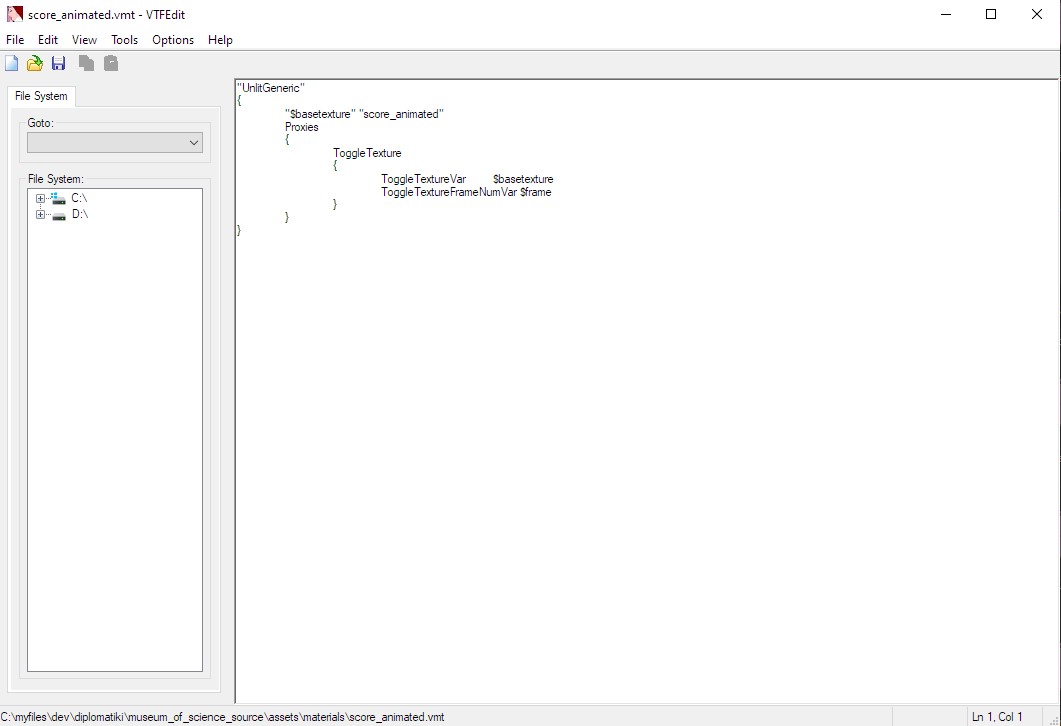 score_animated.vmt - VTFEdit
File Edit View Tools Options Help
File System
Goto:
File System:
C:\
D:\
"UnlitGeneric"
{
"$basetexture" "score_animated"
Proxies
{
ToggleTexture
{
ToggleTextureVar $basetexture
ToggleTextureFrameNumVar $frame
}
}
}
C:\myfiles\dev\diplomatiki\museum_of_science_source\assets\materials\score_animated.vmt
Ln 1, Col 1